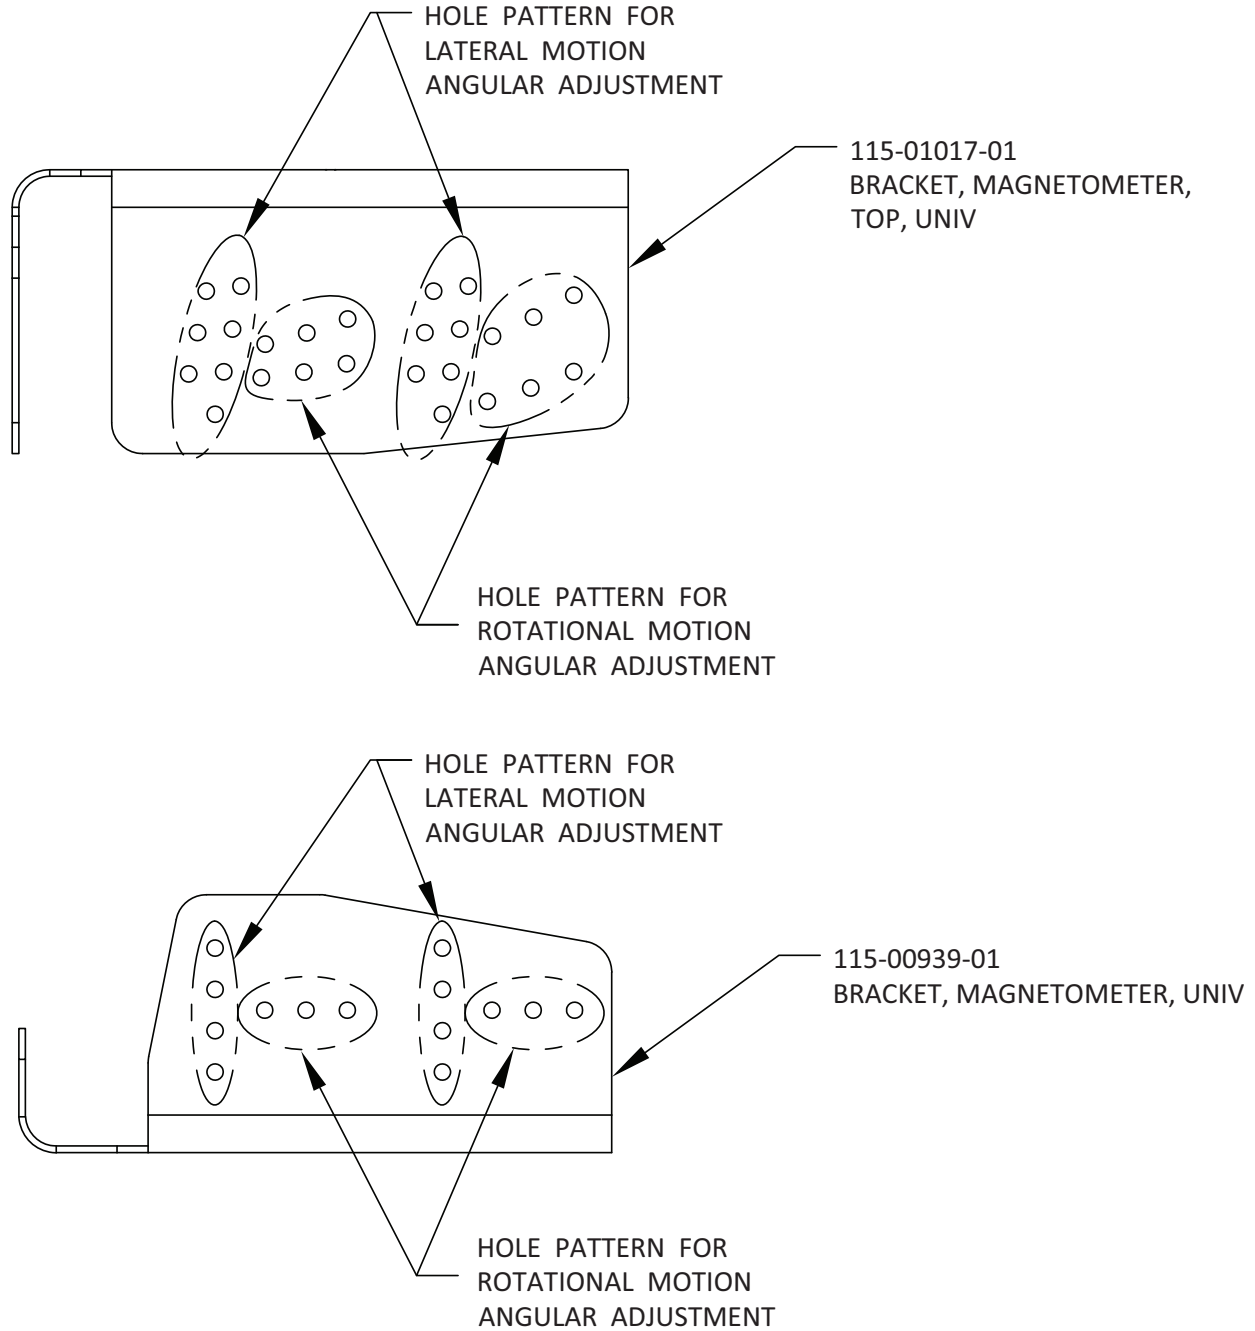 HOLE PATTERN FOR
LATERAL MOTION
ANGULAR ADJUSTMENT
115-01017-01
BRACKET, MAGNETOMETER,
TOP, UNIV
HOLE PATTERN FOR
ROTATIONAL MOTION
ANGULAR ADJUSTMENT
HOLE PATTERN FOR
LATERAL MOTION
ANGULAR ADJUSTMENT
115-00939-01
BRACKET, MAGNETOMETER, UNIV
HOLE PATTERN FOR
ROTATIONAL MOTION
ANGULAR ADJUSTMENT